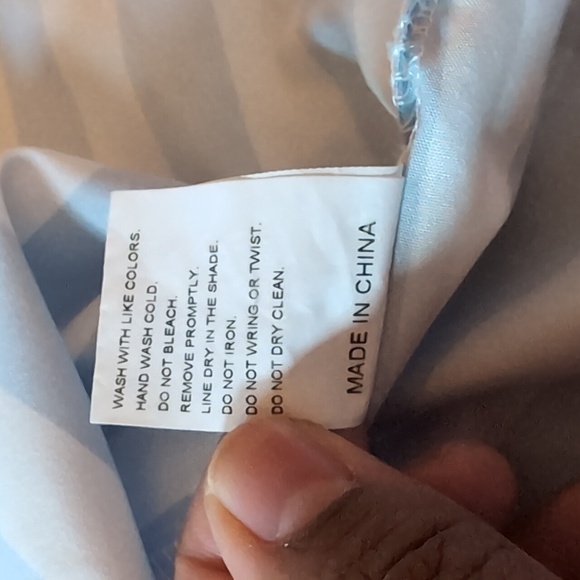 WASH WITH LIKE COLORS.
HAND WASH COLD.
DO NOT BLEACH.
REMOVE PROMPTLY.
LINE DRY IN THE SHADE.
DO NOT IRON.
DO NOT WRING OR TWIST.
DO NOT DRY CLEAN.
MADE IN CHINA